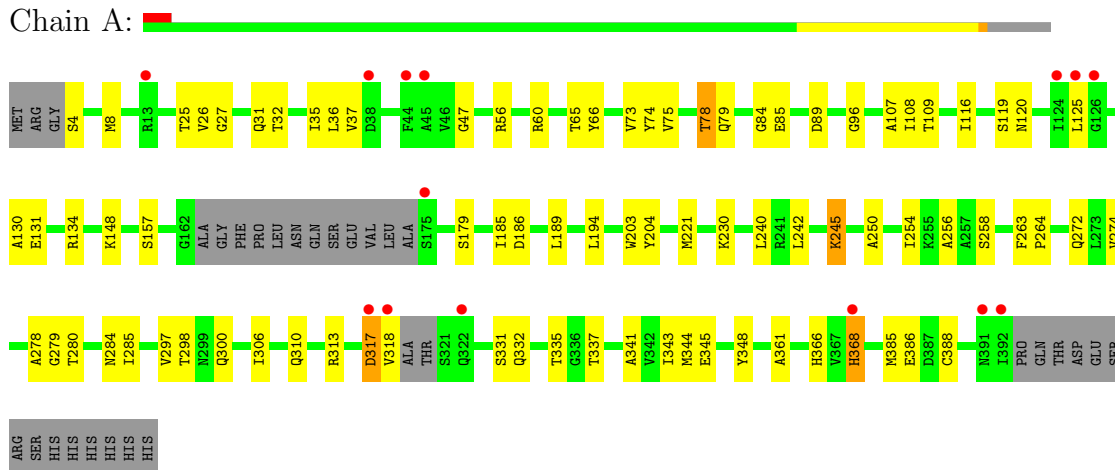 Chain A:
MET ARG GLY S4 M8 R13 T25 V26 G27 Q31 T32 I35 L36 V37 D38 F44 A45 V46 G47 R56 R60 T65 Y66 V73 Y74 V75 T78 Q79 G84 E85 D89 G96 A107 I108 T109 I116 S119 N120 I124 L125 G126
A130 E131 R134 K148 S157 G162 ALA GLY PHE PRO LEU ASN GLN SER GLU VAL LEU ALA S175 S179 I185 D186 L189 L194 W203 Y204 M221 K230 L240 R241 L242 K245 A250 I254 K255 A256 A257 S258 F263 P264 Q272 L273
A278 G279 T280 N284 I285 V297 T298 N299 Q300 I306 Q310 R313 D317 V318 ALA THR S321 Q322 S331 Q332 T335 G336 T337 A341 V342 I343 M344 E345 Y348 A361 H366 V367 H368 M385 E386 D387 C388 N391 I392 PRO GLN THR ASP GLU SER
ARG SER HIS HIS HIS HIS HIS HIS